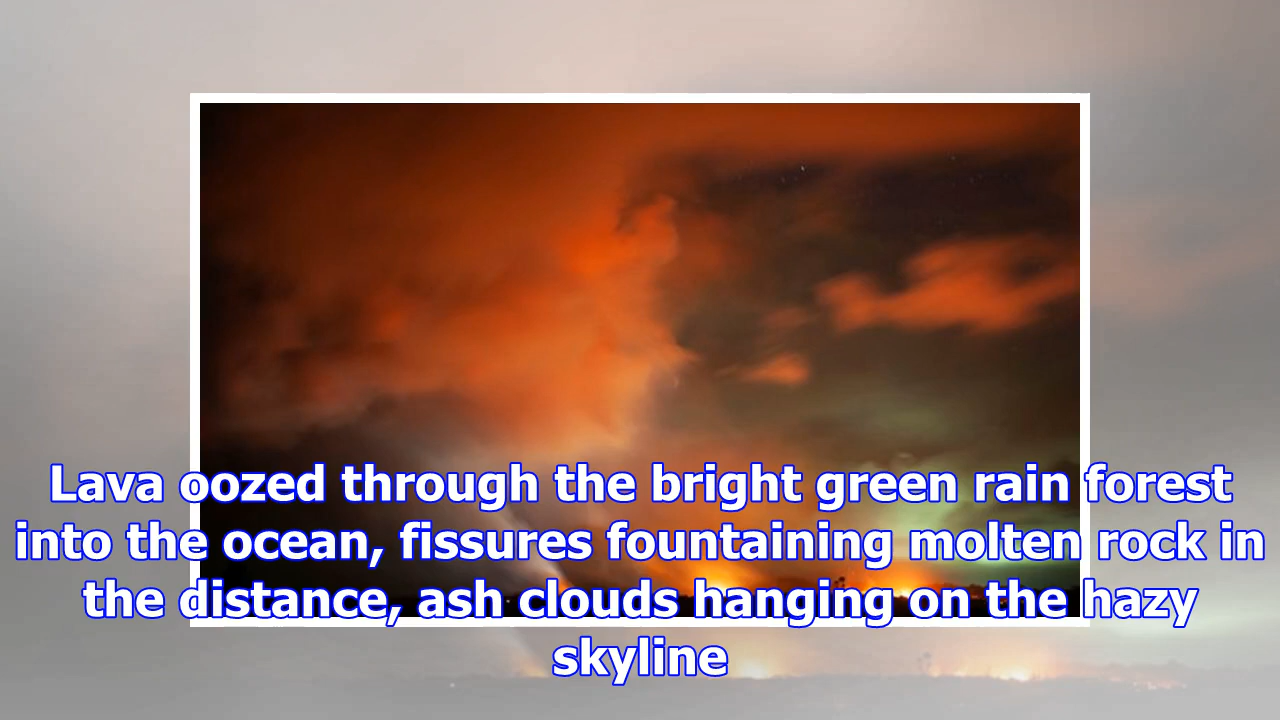 Lava oozed through the bright green rain forest
into the ocean, fissures fountaining molten rock in
the distance, ash clouds hanging on the hazy
skyline